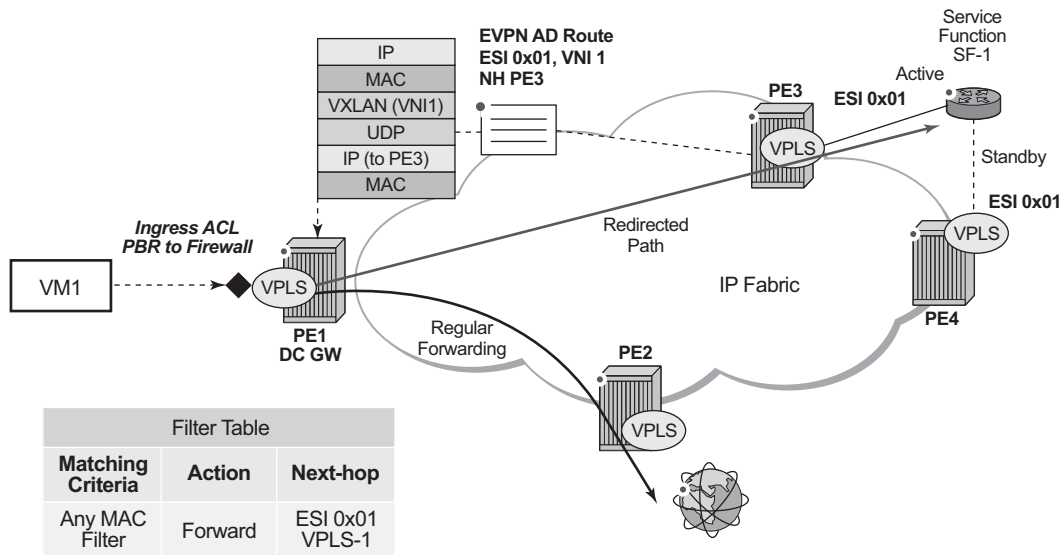 IP
MAC
VXLAN (VNI1)
UDP
IP (to PE3)
MAC
EVPN AD Route
ESI 0x01, VNI 1
NH PE3
Service
Function
SF-1
Active
PE3
ESI 0x01
VPLS
Standby
ESI 0x01
VPLS
PE4
Ingress ACL
PBR to Firewall
VM1
VPLS
PE1
DC GW
Redirected
Path
IP Fabric
Regular
Forwarding
PE2
VPLS
Filter Table
Matching
Criteria
Action
Next-hop
Any MAC
Filter
Forward
ESI 0x01
VPLS-1